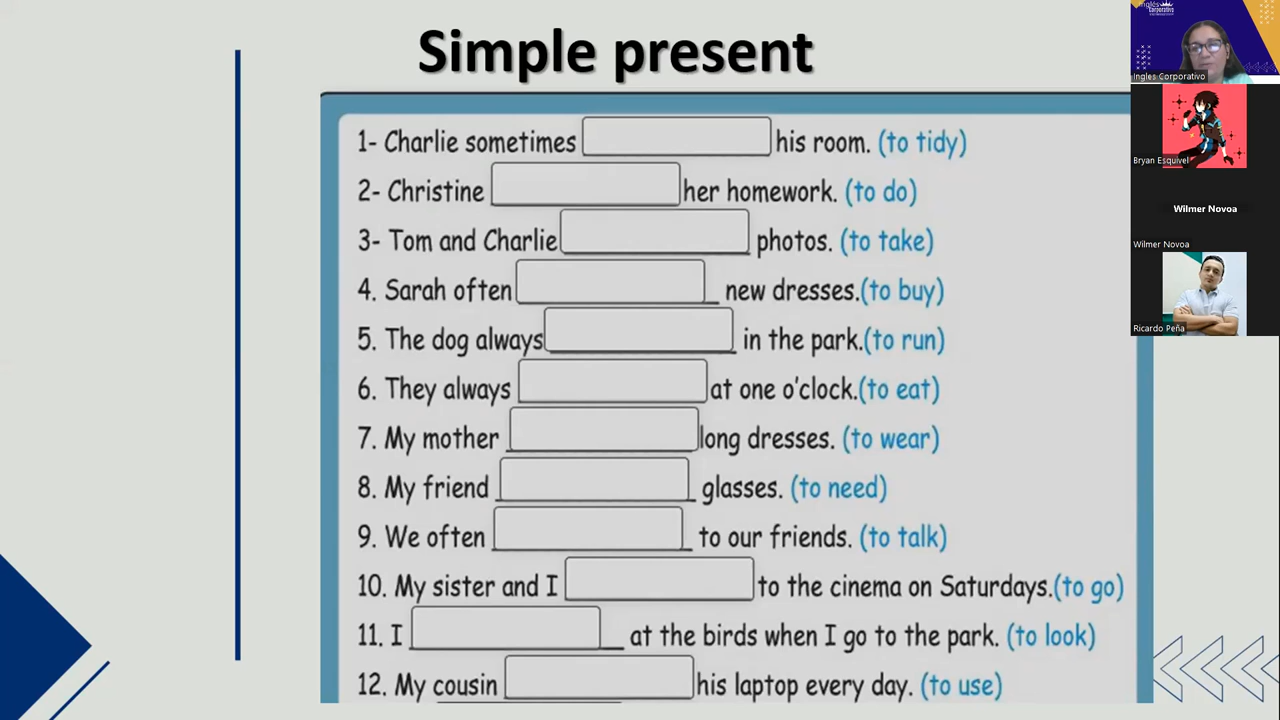 Simple present
1- Charlie sometimes his room. (to tidy)
2- Christine her homework. (to do)
3- Tom and Charlie photos. (to take)
4. Sarah often new dresses.(to buy)
5. The dog always in the park.(to run)
6. They always at one o'clock.(to eat)
7. My mother long dresses. (to wear)
8. My friend glasses. (to need)
9. We often to our friends. (to talk)
10. My sister and I to the cinema on Saturdays.(to go)
11. I at the birds when I go to the park. (to look)
12. My cousin his laptop every day. (to use)
Inglés
Corporativo
Ingles Corporativo
Bryan Esquivel
Wilmer Novoa
Wilmer Novoa
Ricardo Peña